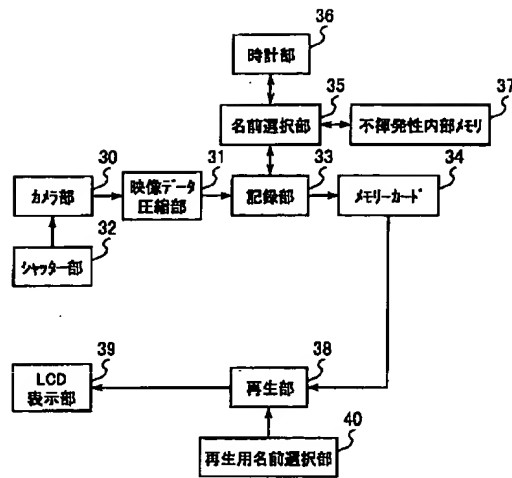 36
時計部
35
37
名前選択部
不揮発性内部メモリ
30
31
33
34
カメラ部
映像データ
圧縮部
記録部
メモリーカード
32
シャッター部
39
38
LCD
表示部
再生部
40
再生用名前選択部